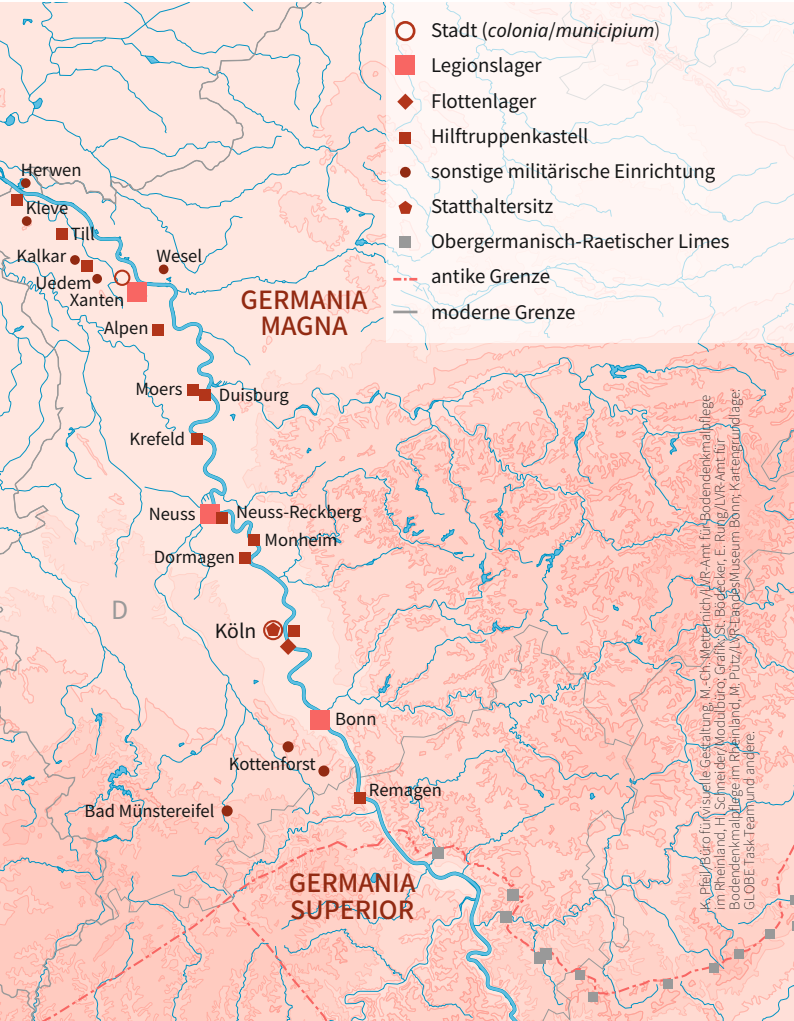 Stadt (colonia/municipium)
Legionslager
Flottenlager
Hilftruppenkastell
sonstige militärische Einrichtung
Statthaltersitz
Obergermanisch-Raetischer Limes
antike Grenze
moderne Grenze
Herwen
Kleve
Till
Kalkar
Wesel
Uedem
Xanten
GERMANIA
MAGNA
Alpen
Moers
Duisburg
Krefeld
Neuss
Neuss-Reckberg
Monheim
Dormagen
D
Köln
Bonn
Kottenforst
Remagen
Bad Münstereifel
GERMANIA
SUPERIOR
K. Pfeil/Büro für visuelle Gestaltung, M.-Ch. Metternich/LVR-Amt für Bodendenkmalpflege
im Rheinland, H. Schneider/Modulbüro; Grafik: St. Bödecker, E. Rung/LVR-Amt für
Bodendenkmalpflege im Rheinland, M. Pütz/LVR-LandesMuseum Bonn; Kartengrundlage:
GLOBE Task Team und andere.